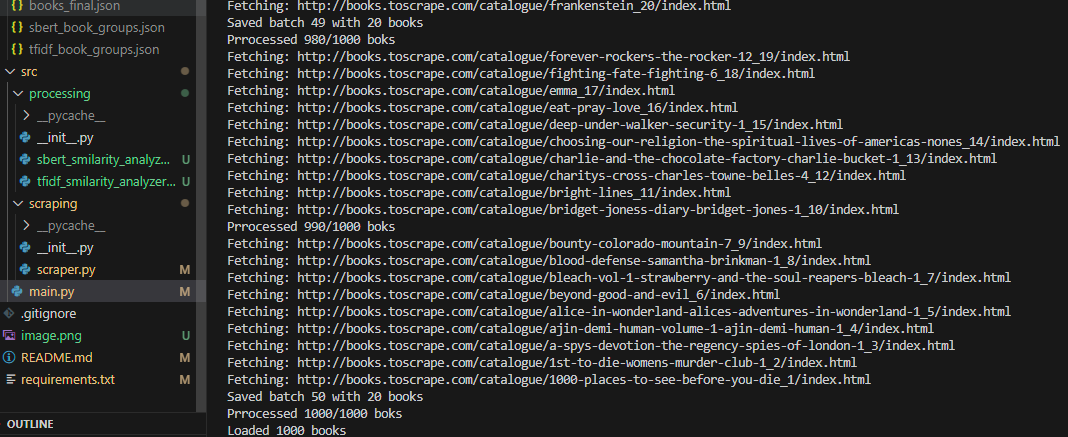 books_final.json
sbert_book_groups.json
tfidf_book_groups.json
src
processing
__pycache__
__init__.py
sbert_smilarity_analyz... U
tfidf_smilarity_analyzer... U
scraping
__pycache__
__init__.py
scraper.py M
main.py M
.gitignore
image.png U
README.md M
requirements.txt M
OUTLINE
Fetching: http://books.toscrape.com/catalogue/frankenstein_20/index.html
Saved batch 49 with 20 books
Prrocessed 980/1000 boks
Fetching: http://books.toscrape.com/catalogue/forever-rockers-the-rocker-12_19/index.html
Fetching: http://books.toscrape.com/catalogue/fighting-fate-fighting-6_18/index.html
Fetching: http://books.toscrape.com/catalogue/emma_17/index.html
Fetching: http://books.toscrape.com/catalogue/eat-pray-love_16/index.html
Fetching: http://books.toscrape.com/catalogue/deep-under-walker-security-1_15/index.html
Fetching: http://books.toscrape.com/catalogue/choosing-our-religion-the-spiritual-lives-of-americas-nones_14/index.html
Fetching: http://books.toscrape.com/catalogue/charlie-and-the-chocolate-factory-charlie-bucket-1_13/index.html
Fetching: http://books.toscrape.com/catalogue/charitys-cross-charles-towne-belles-4_12/index.html
Fetching: http://books.toscrape.com/catalogue/bright-lines_11/index.html
Fetching: http://books.toscrape.com/catalogue/bridget-joness-diary-bridget-jones-1_10/index.html
Prrocessed 990/1000 boks
Fetching: http://books.toscrape.com/catalogue/bounty-colorado-mountain-7_9/index.html
Fetching: http://books.toscrape.com/catalogue/blood-defense-samantha-brinkman-1_8/index.html
Fetching: http://books.toscrape.com/catalogue/bleach-vol-1-strawberry-and-the-soul-reapers-bleach-1_7/index.html
Fetching: http://books.toscrape.com/catalogue/beyond-good-and-evil_6/index.html
Fetching: http://books.toscrape.com/catalogue/alice-in-wonderland-alices-adventures-in-wonderland-1_5/index.html
Fetching: http://books.toscrape.com/catalogue/ajin-demi-human-volume-1-ajin-demi-human-1_4/index.html
Fetching: http://books.toscrape.com/catalogue/a-spys-devotion-the-regency-spies-of-london-1_3/index.html
Fetching: http://books.toscrape.com/catalogue/1st-to-die-womens-murder-club-1_2/index.html
Fetching: http://books.toscrape.com/catalogue/1000-places-to-see-before-you-die_1/index.html
Saved batch 50 with 20 books
Prrocessed 1000/1000 boks
Loaded 1000 books